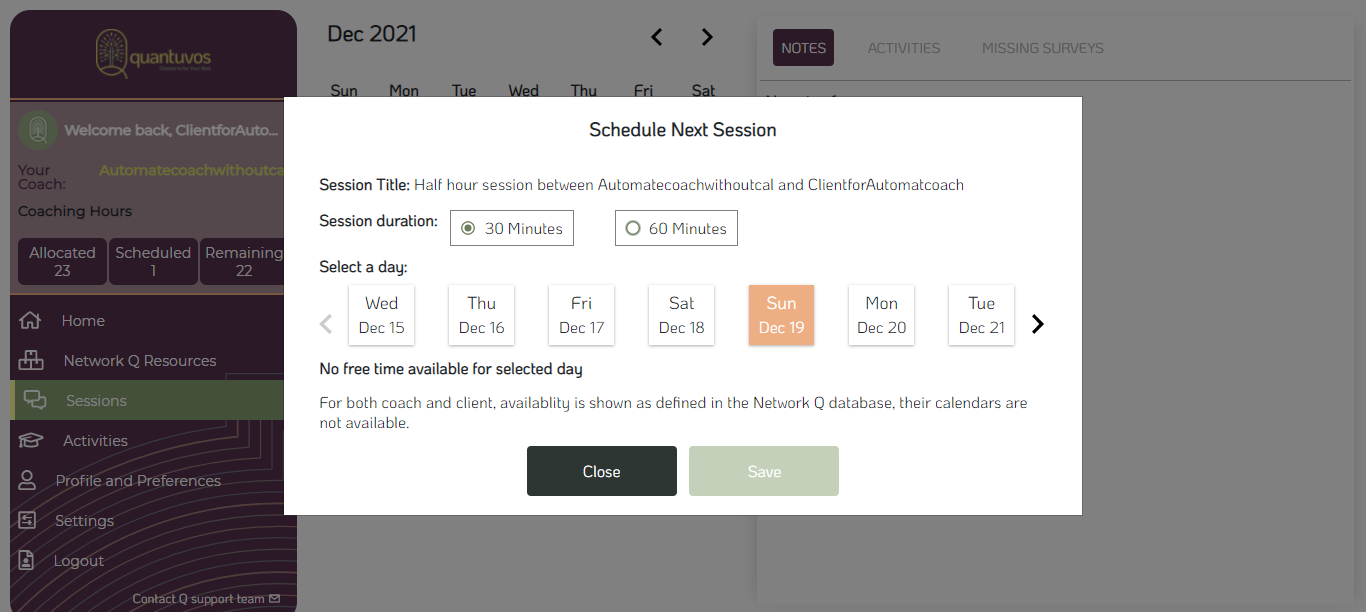 quantuvos
Welcome back, ClientforAuto...
Your Coach:
Automatecoachwithoutca
Coaching Hours
Allocated
23
Scheduled
1
Remaining
22
Home
Network Q Resources
Sessions
Activities
Profile and Preferences
Settings
Logout
Contact Q support team
Dec 2021
Sun Mon Tue Wed Thu Fri Sat
NOTES ACTIVITIES MISSING SURVEYS
Schedule Next Session
Session Title: Half hour session between Automatecoachwithoutcal and ClientforAutomatcoach
Session duration: 30 Minutes 60 Minutes
Select a day:
Wed Thu Fri Sat Sun Mon Tue
Dec 15 Dec 16 Dec 17 Dec 18 Dec 19 Dec 20 Dec 21
No free time available for selected day
For both coach and client, availablity is shown as defined in the Network Q database, their calendars are
not available.
Close Save